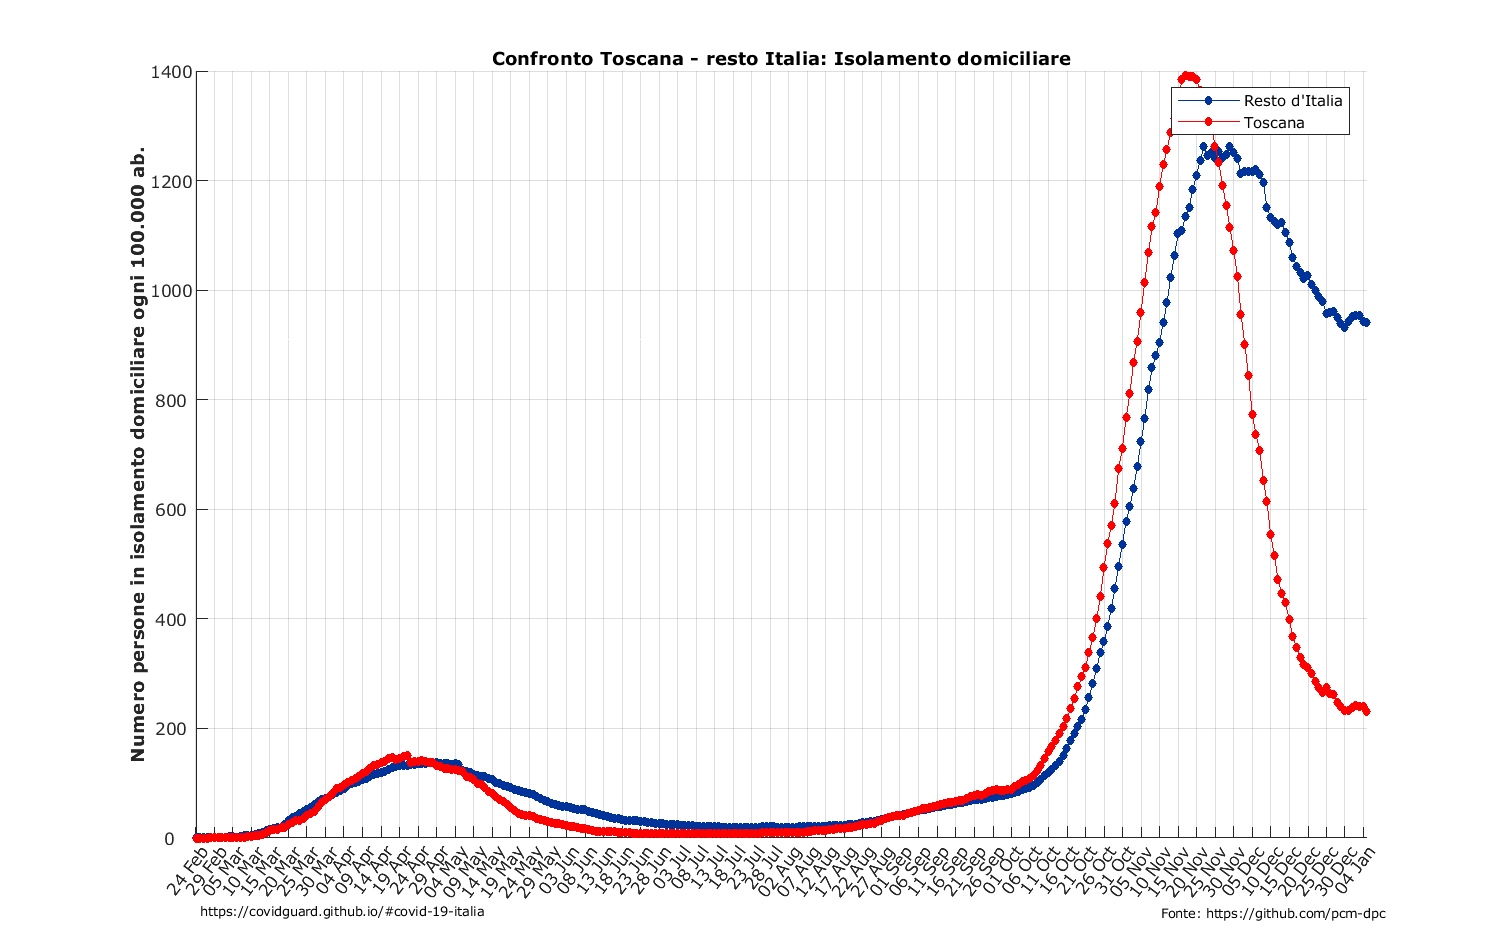 Confronto Toscana - resto Italia: Isolamento domiciliare
Numero persone in isolamento domiciliare ogni 100.000 ab.
1400
1200
1000
800
600
400
200
0
Resto d'Italia
Toscana
24 Feb
29 Feb
05 Mar
10 Mar
15 Mar
20 Mar
25 Mar
30 Mar
04 Apr
09 Apr
14 Apr
19 Apr
24 Apr
29 Apr
04 May
09 May
14 May
19 May
24 May
29 May
03 Jun
08 Jun
13 Jun
18 Jun
23 Jun
28 Jun
03 Jul
08 Jul
13 Jul
18 Jul
23 Jul
28 Jul
02 Aug
07 Aug
12 Aug
17 Aug
22 Aug
27 Aug
01 Sep
06 Sep
11 Sep
16 Sep
21 Sep
26 Sep
01 Oct
06 Oct
11 Oct
16 Oct
21 Oct
26 Oct
31 Oct
05 Nov
10 Nov
15 Nov
20 Nov
25 Nov
30 Nov
05 Dec
10 Dec
15 Dec
20 Dec
25 Dec
30 Dec
04 Jan
https://covidguard.github.io/#covid-19-italia
Fonte: https://github.com/pcm-dpc